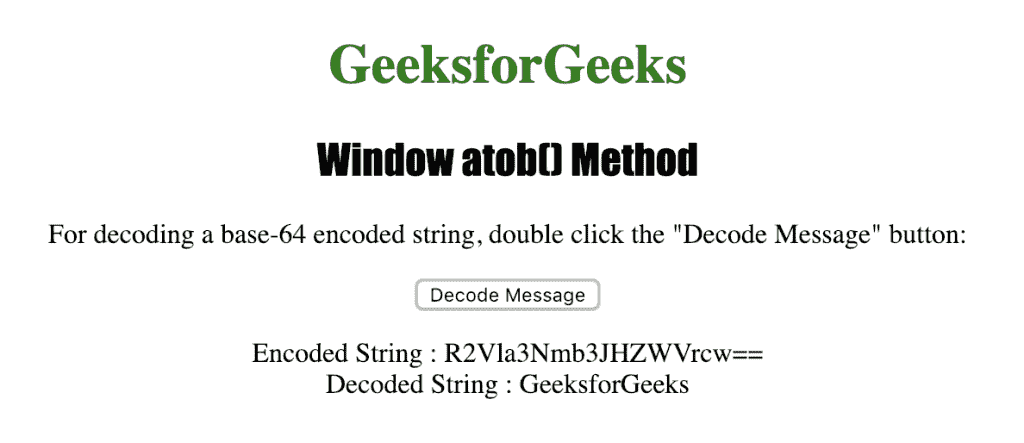 GeeksforGeeks
Window atob() Method
For decoding a base-64 encoded string, double click the "Decode Message" button:
Decode Message
Encoded String : R2Vla3Nmb3JHZWVrcw==
Decoded String : GeeksforGeeks